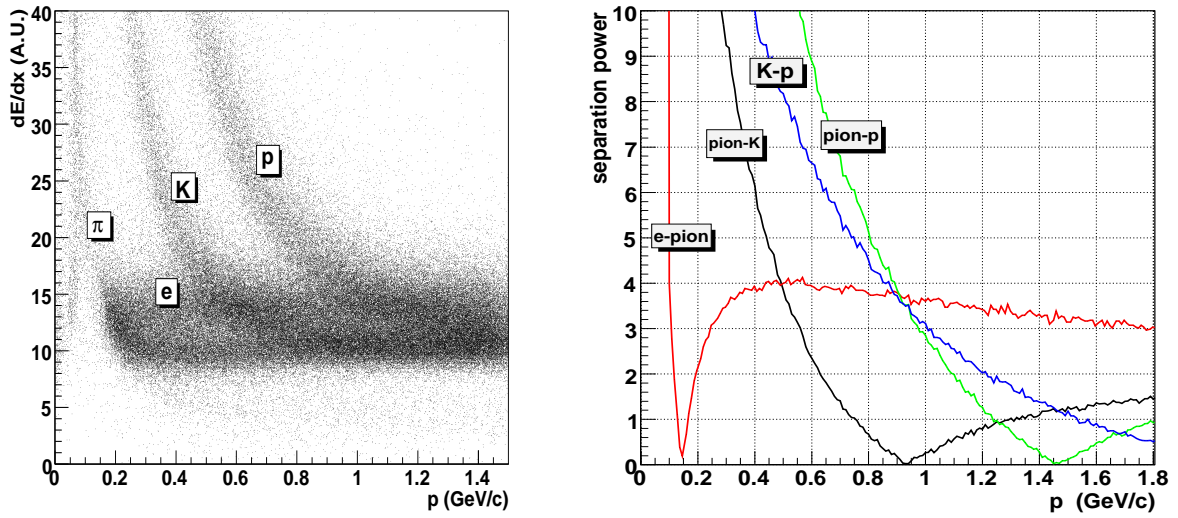 dE/dx (A.U.)
40
35
30
25
20
15
10
5
0
π
K
p
e
0 0.2 0.4 0.6 0.8 1 1.2 1.4
p (GeV/c)
separation power
10
9
8
7
6
5
4
3
2
1
0
K-p
pion-K
pion-p
e-pion
0 0.2 0.4 0.6 0.8 1 1.2 1.4 1.6 1.8
p (GeV/c)